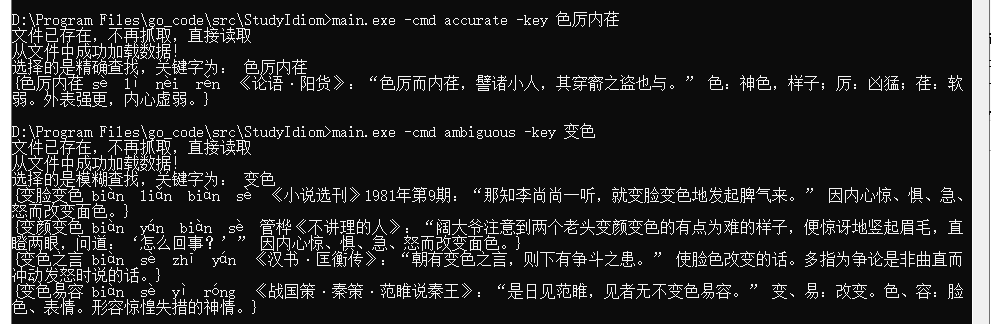 D:\Program Files\go_code\src\StudyIdiom>main.exe -cmd accurate -key 色厉内荏
文件已存在，不再抓取，直接读取
从文件中成功加载数据！
选择的是精确查找，关键字为： 色厉内荏
{色厉内荏 sè lì nèi rěn 《论语·阳货》：“色厉而内荏，譬诸小人，其穿窬之盗也与。” 色：神色，样子；厉：凶猛；荏：软
弱。外表强更，内心虚弱。}
D:\Program Files\go_code\src\StudyIdiom>main.exe -cmd ambiguous -key 变色
文件已存在，不再抓取，直接读取
从文件中成功加载数据！
选择的是模糊查找，关键字为： 变色
{变脸变色 biàn liǎn biàn sè 《小说选刊》1981年第9期：“那知李尚尚一听，就变脸变色地发起脾气来。” 因内心惊、惧、急、
怒而改变面色。}
{变颜变色 biàn yán biàn sè 管桦《不讲理的人》：“阔大爷注意到两个老头变颜变色的有点为难的样子，便惊讶地竖起眉毛，直
瞪两眼，问道：‘怎么回事？’” 因内心惊、惧、急、怒而改变面色。}
{变色之言 biàn sè zhī yán 《汉书·匡衡传》：“朝有变色之言，则下有争斗之患。” 使脸色改变的话。多指为争论是非曲直而
冲动发怒时说的话。}
{变色易容 biàn sè yì róng 《战国策·秦策·范睢说秦王》：“是日见范睢，见者无不变色易容。” 变、易：改变。色、容：脸
色、表情。形容惊惶失措的神情。}